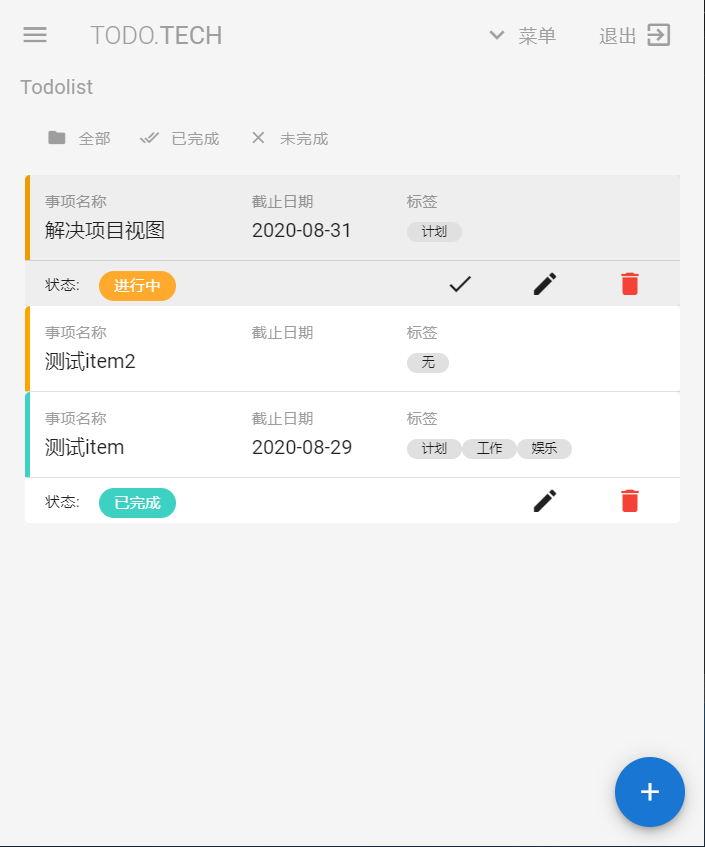 TODO.TECH 菜单 退出
Todolist
全部 已完成 未完成
事项名称 截止日期 标签
解决项目视图 2020-08-31 计划
状态: 进行中
事项名称 截止日期 标签
测试item2 无
事项名称 截止日期 标签
测试item 2020-08-29 计划 工作 娱乐
状态: 已完成